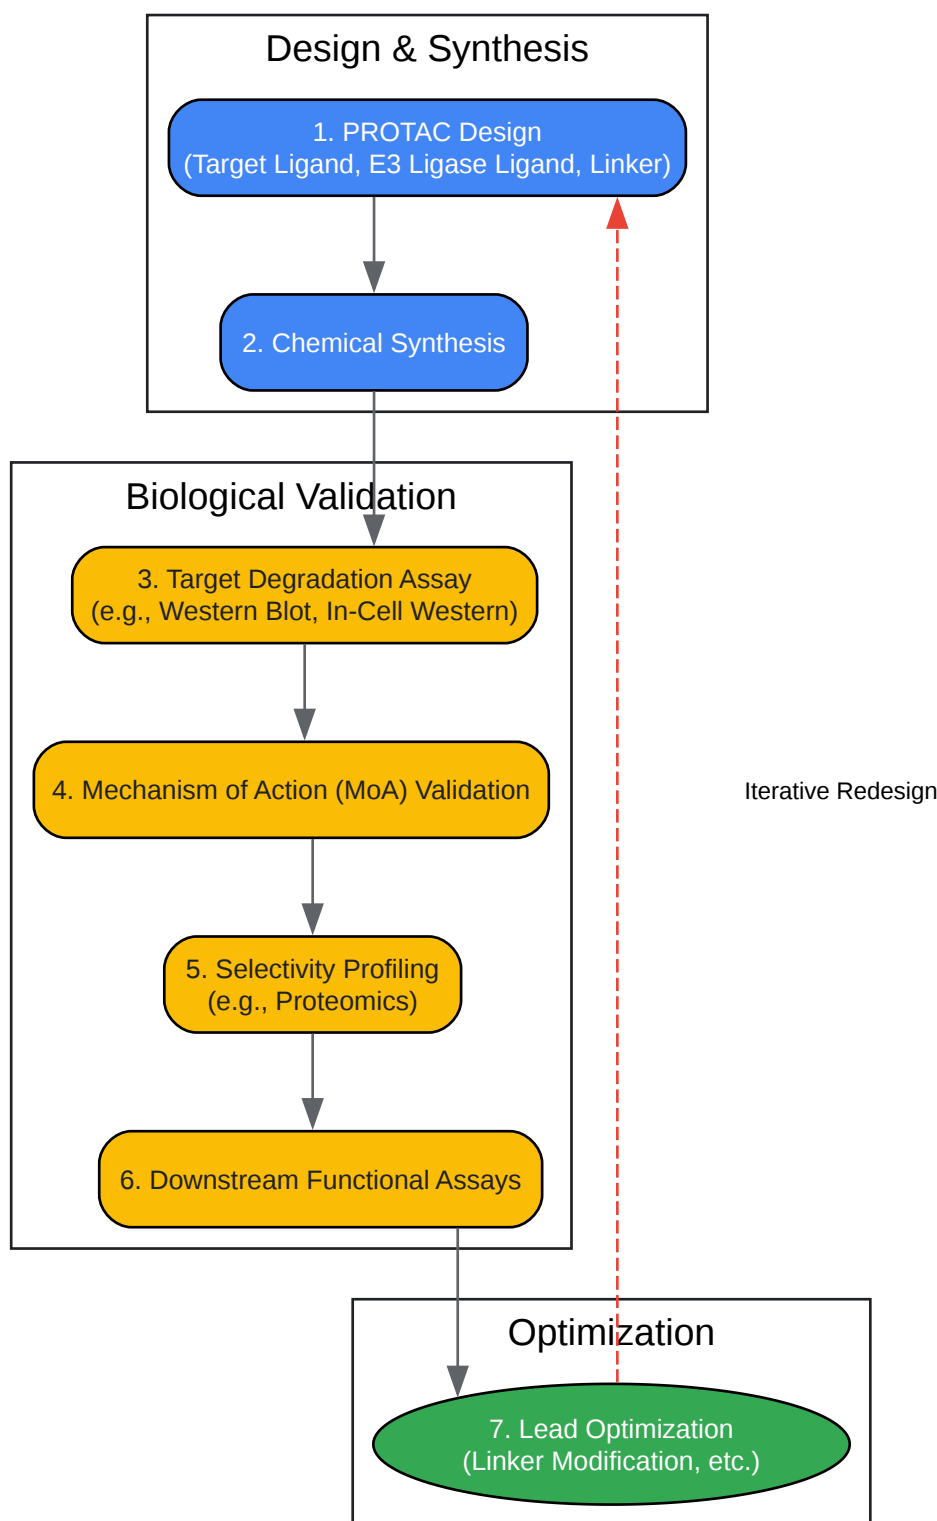 Design & Synthesis
1. PROTAC Design
(Target Ligand, E3 Ligase Ligand, Linker)
2. Chemical Synthesis
Biological Validation
3. Target Degradation Assay
(e.g., Western Blot, In-Cell Western)
4. Mechanism of Action (MoA) Validation
Iterative Redesign
5. Selectivity Profiling
(e.g., Proteomics)
6. Downstream Functional Assays
Optimization
7. Lead Optimization
(Linker Modification, etc.)